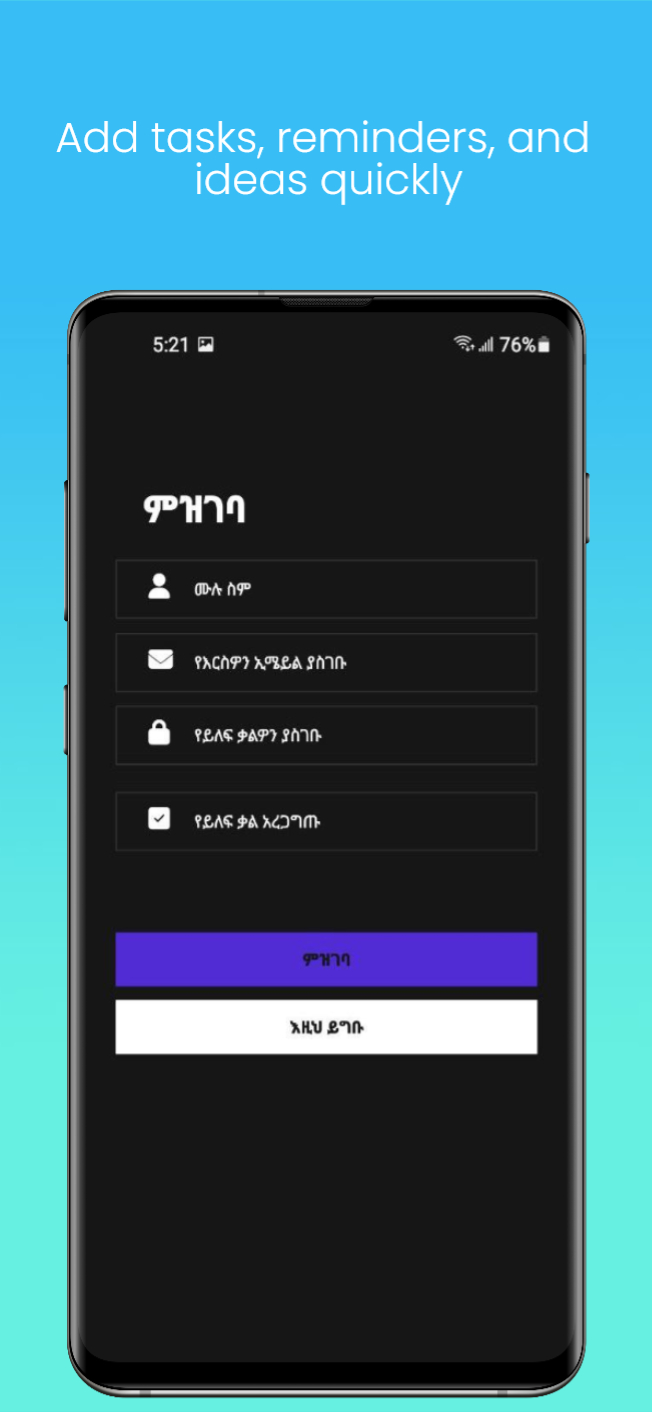 Add tasks, reminders, and
ideas quickly
5:21
76%
ምዝገባ
ሙሉ ስም
የእርስዎን ኢሜይል ያስገቡ
የይለፍ ቃልዎን ያስገቡ
የይለፍ ቃል አረጋግጡ
ምዝገባ
እዚህ ይግቡ